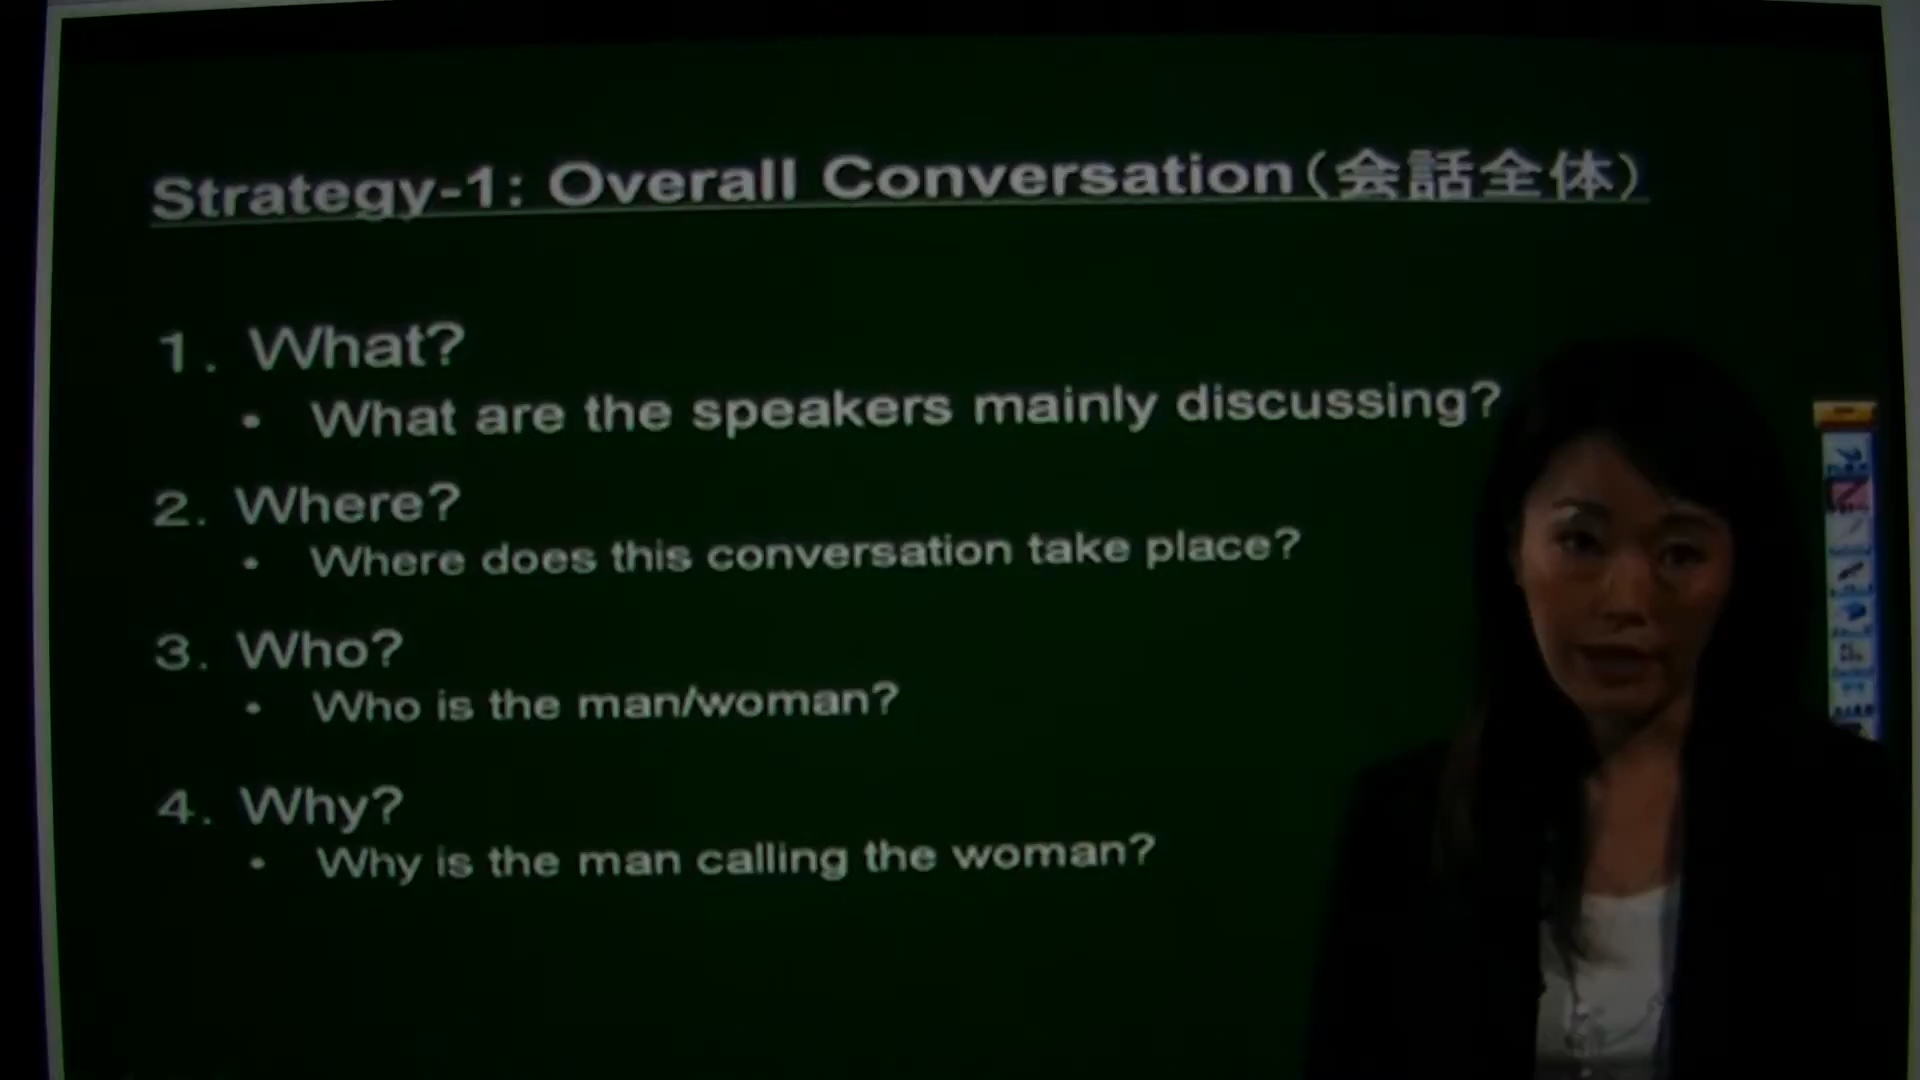 Strategy-1: Overall Conversation(会話全体)
1. What?
• What are the speakers mainly discussing?
2. Where?
• Where does this conversation take place?
3. Who?
• Who is the man/woman?
4. Why?
• Why is the man calling the woman?